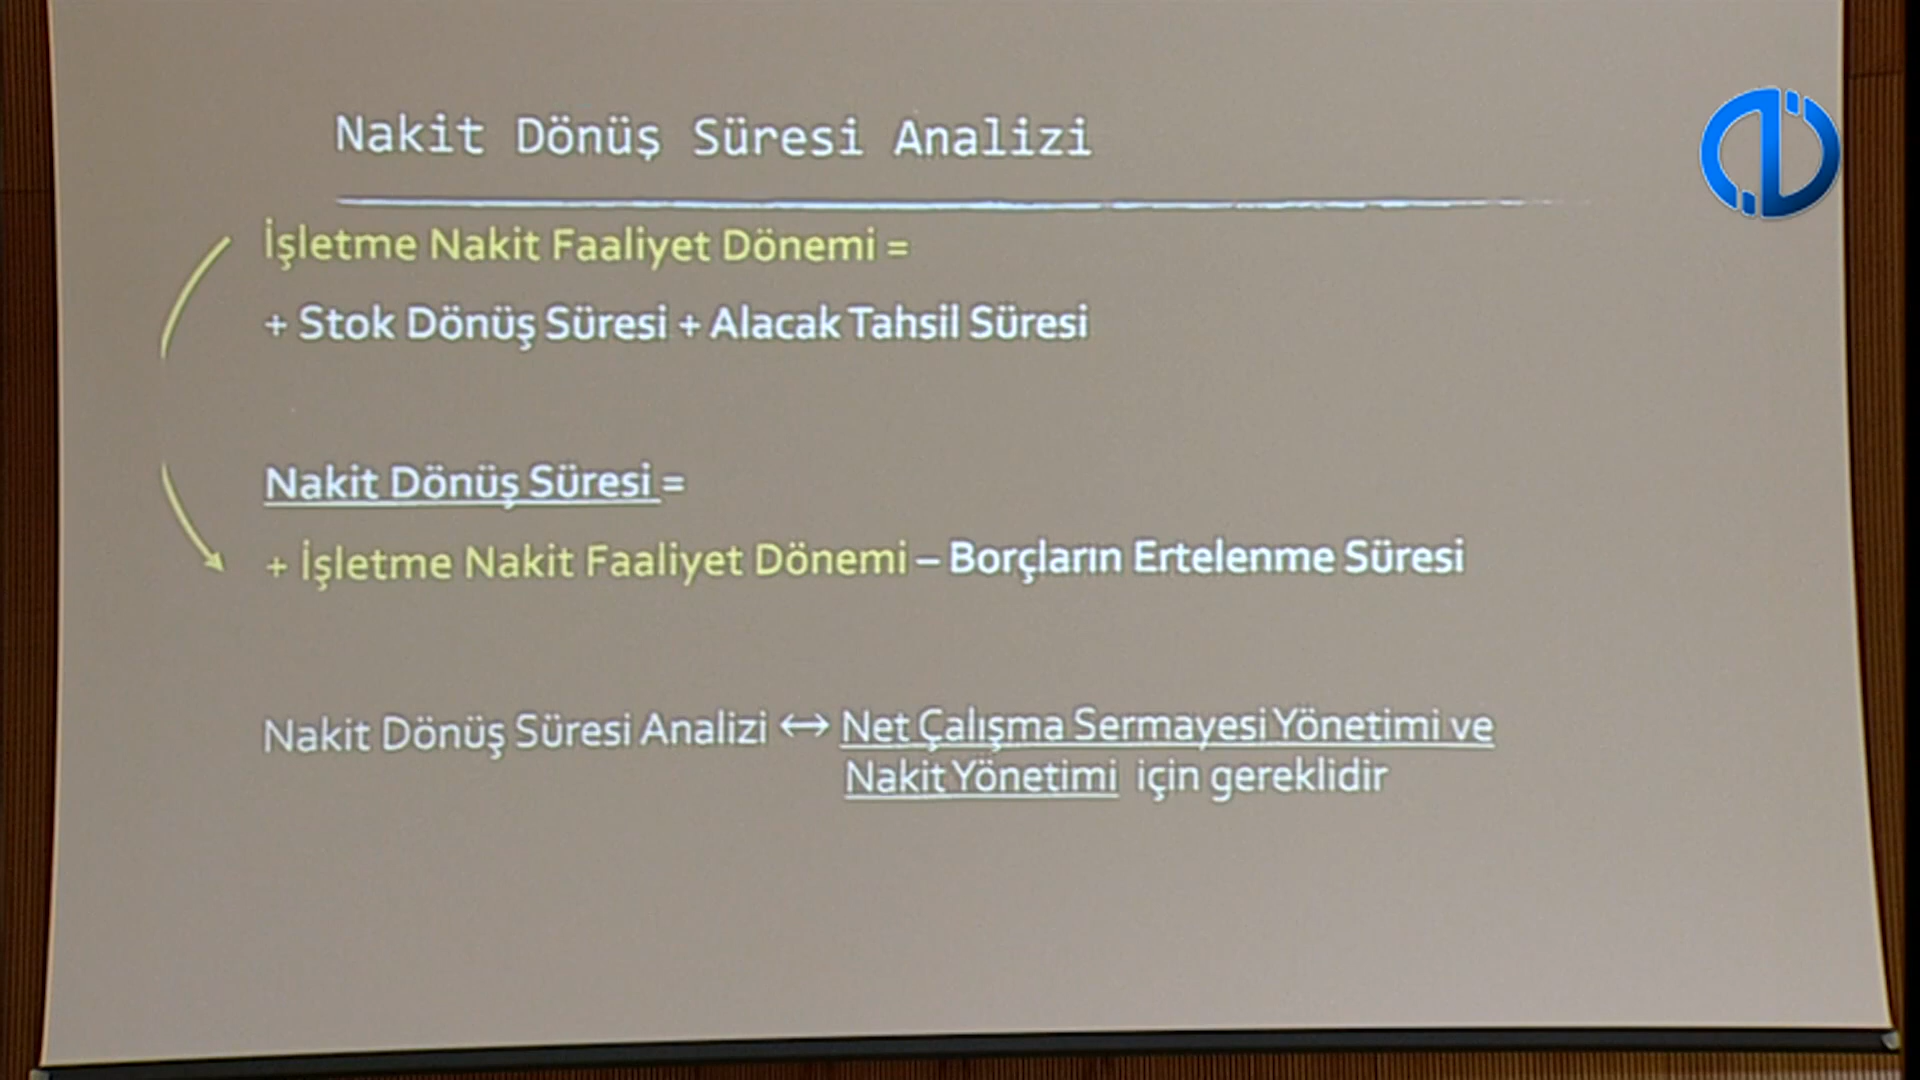 Nakit Dönüş Süresi Analizi
İşletme Nakit Faaliyet Dönemi =
+ Stok Dönüş Süresi + Alacak Tahsil Süresi
Nakit Dönüş Süresi =
+ İşletme Nakit Faaliyet Dönemi – Borçların Ertelenme Süresi
Nakit Dönüş Süresi Analizi ↔ Net Çalışma Sermayesi Yönetimi ve
Nakit Yönetimi için gereklidir